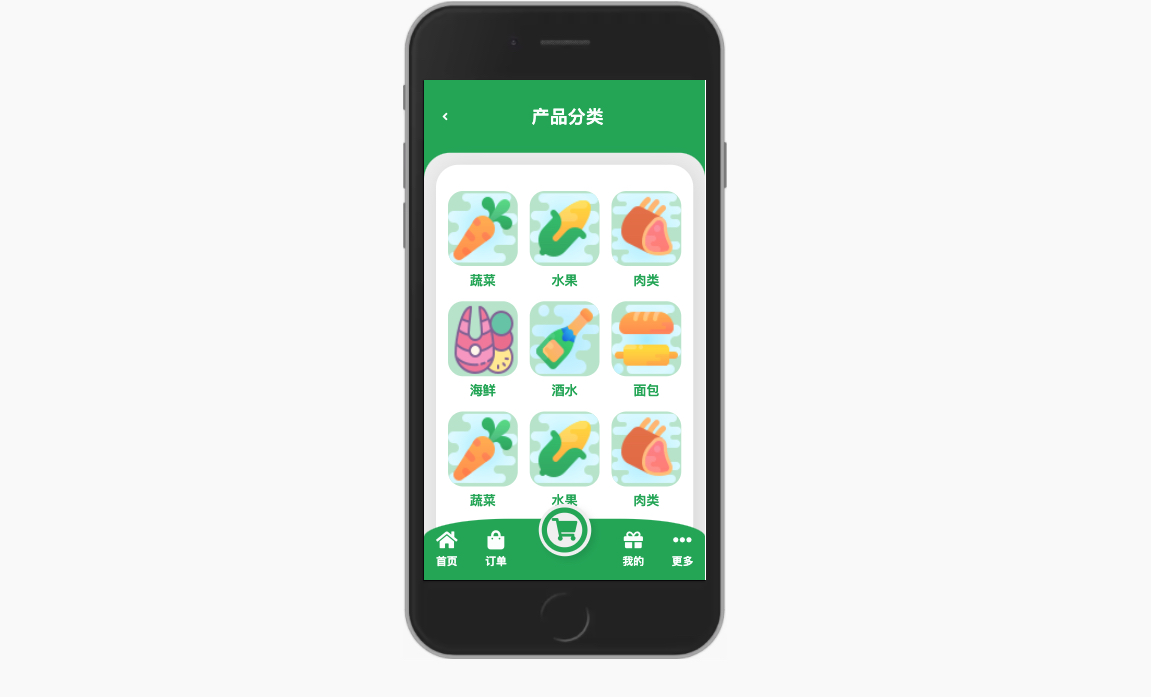 产品分类
蔬菜 水果 肉类
海鲜 酒水 面包
蔬菜 水果 肉类
首页 订单 我的 更多